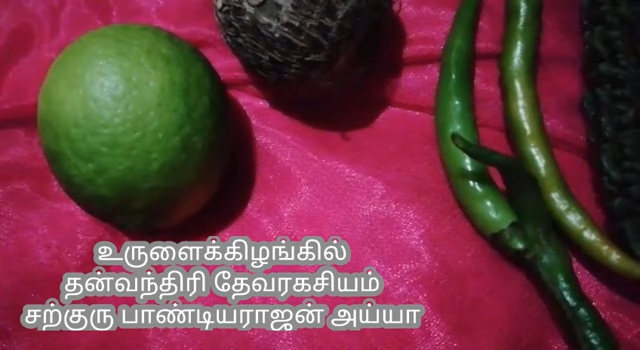 உருளைக்கிழங்கில்
தன்வந்திரி தேவரகசியம்
சற்குரு பாண்டியராஜன் அய்யா